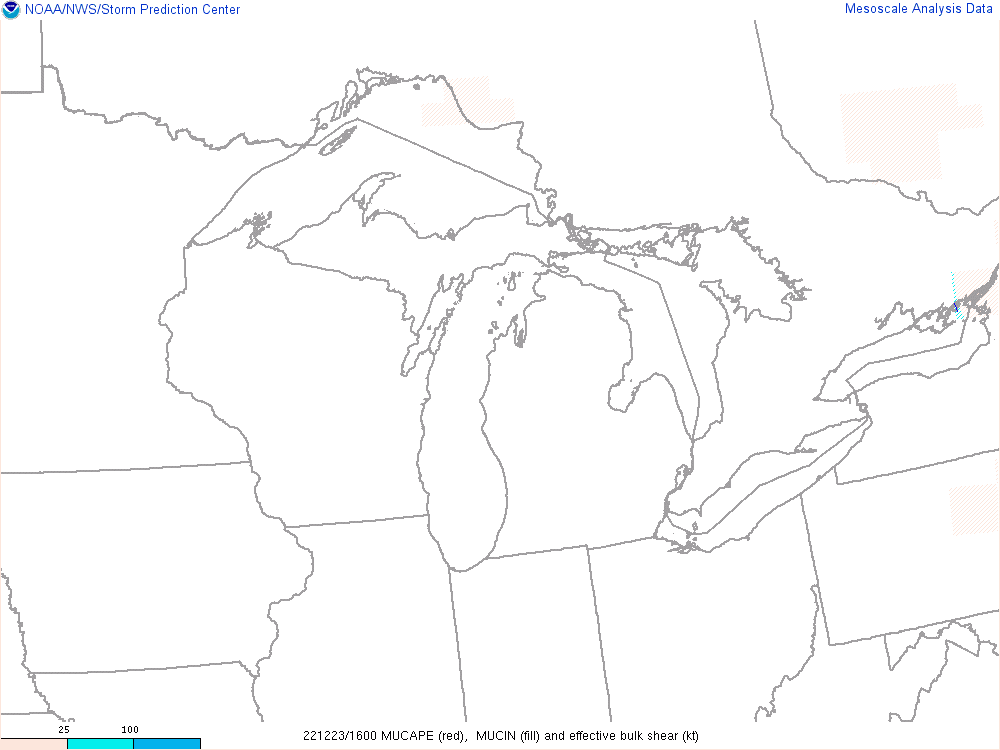 NOAA/NWS/Storm Prediction Center
Mesoscale Analysis Data
25 100
221223/1600 MUCAPE (red), MUCIN (fill) and effective bulk shear (kt)